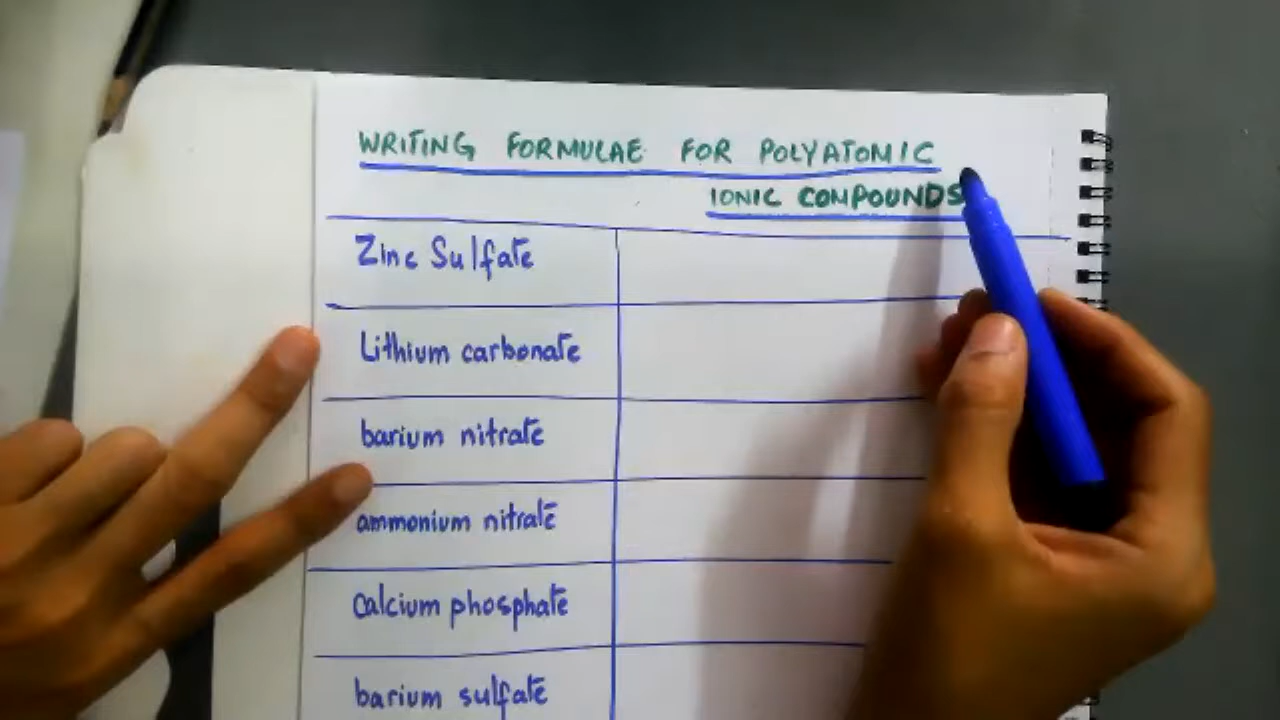 WRITING FORMULAE FOR POLYATOMIC
IONIC COMPOUNDS
Zinc Sulfate
Lithium carbonate
barium nitrate
ammonium nitrate
Calcium phosphate
barium sulfate